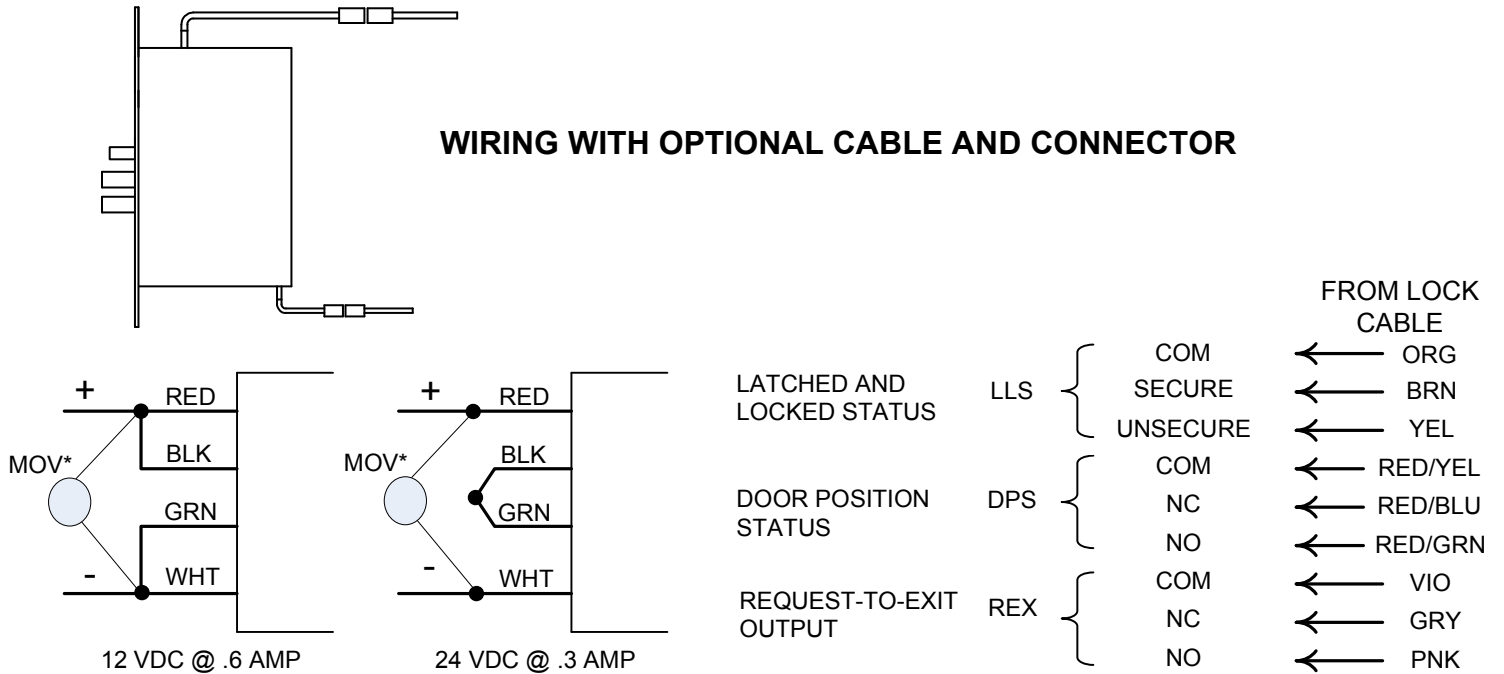 WIRING WITH OPTIONAL CABLE AND CONNECTOR
+
RED
BLK
MOV*
GRN
-
WHT
12 VDC @ .6 AMP
+
RED
BLK
MOV*
GRN
-
WHT
24 VDC @ .3 AMP
FROM LOCK
CABLE
LATCHED AND
LOCKED STATUS
LLS
COM
ORG
SECURE
BRN
UNSECURE
YEL
DOOR POSITION
STATUS
DPS
COM
RED/YEL
NC
RED/BLU
NO
RED/GRN
REQUEST-TO-EXIT
OUTPUT
REX
COM
VIO
NC
GRY
NO
PNK